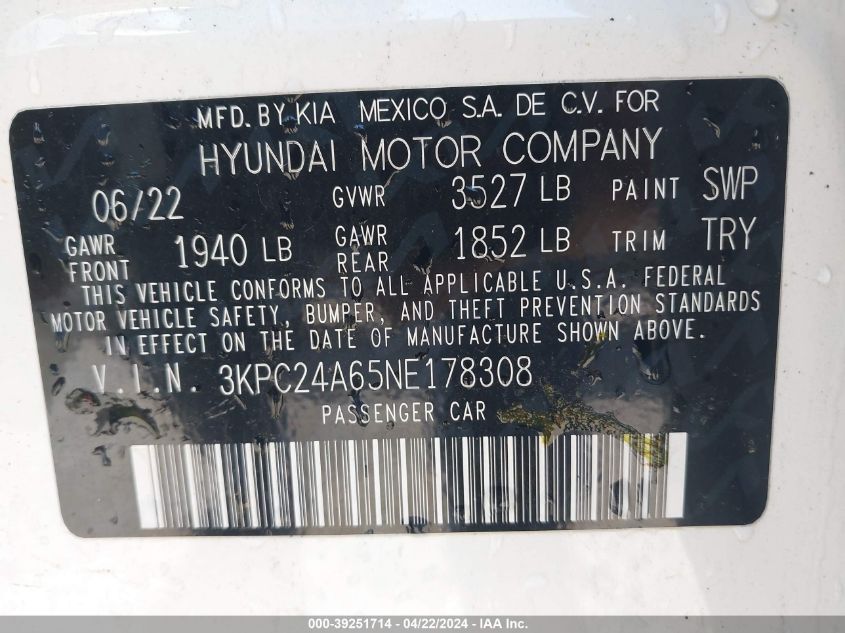 MFD. BY KIA MEXICO S.A. DE C.V. FOR
HYUNDAI MOTOR COMPANY
06/22 GVWR 3527 LB PAINT SWP
GAWR FRONT 1940 LB GAWR REAR 1852 LB TRIM TRY
THIS VEHICLE CONFORMS TO ALL APPLICABLE U.S.A. FEDERAL
MOTOR VEHICLE SAFETY, BUMPER, AND THEFT PREVENTION STANDARDS
IN EFFECT ON THE DATE OF MANUFACTURE SHOWN ABOVE.
V.I.N. 3KPC24A65NE178308
PASSENGER CAR
000-39251714 - 04/22/2024 - IAA Inc.